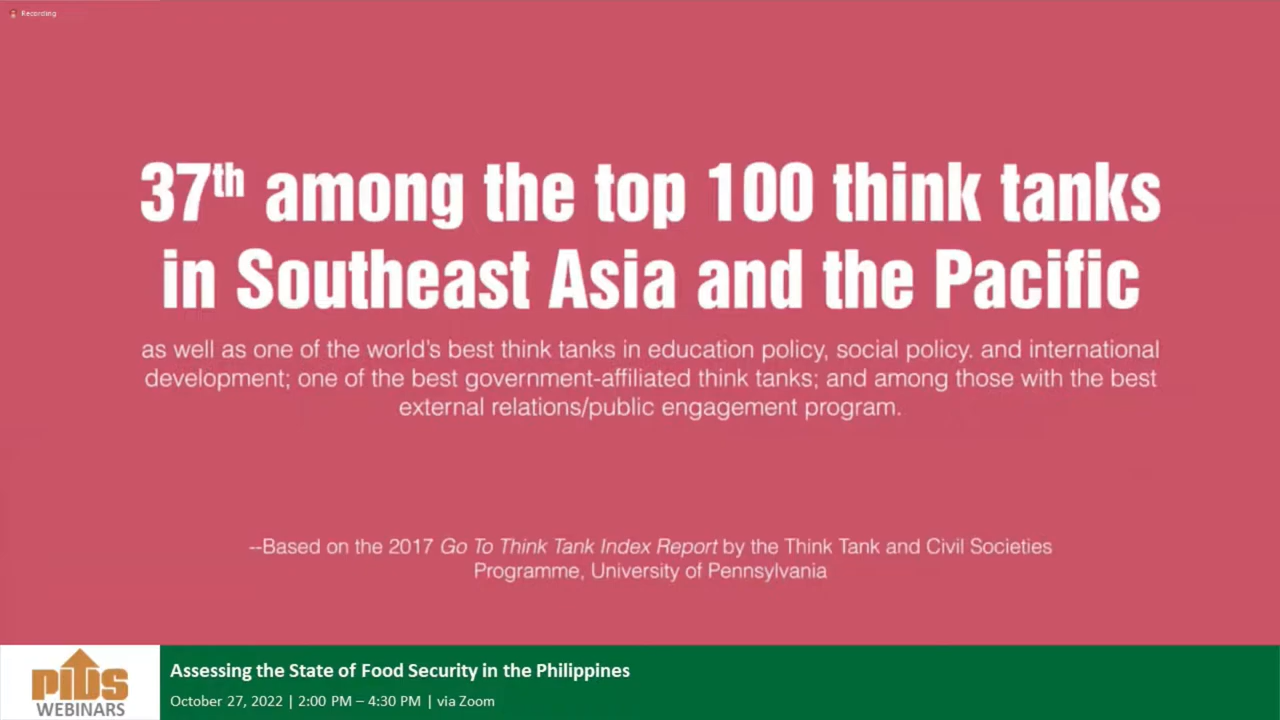 Recording
37th among the top 100 think tanks
in Southeast Asia and the Pacific
as well as one of the world's best think tanks in education policy, social policy. and international
development; one of the best government-affiliated think tanks; and among those with the best
external relations/public engagement program.
--Based on the 2017 Go To Think Tank Index Report by the Think Tank and Civil Societies
Programme, University of Pennsylvania
PIDS
WEBINARS
Assessing the State of Food Security in the Philippines
October 27, 2022 | 2:00 PM – 4:30 PM | via Zoom